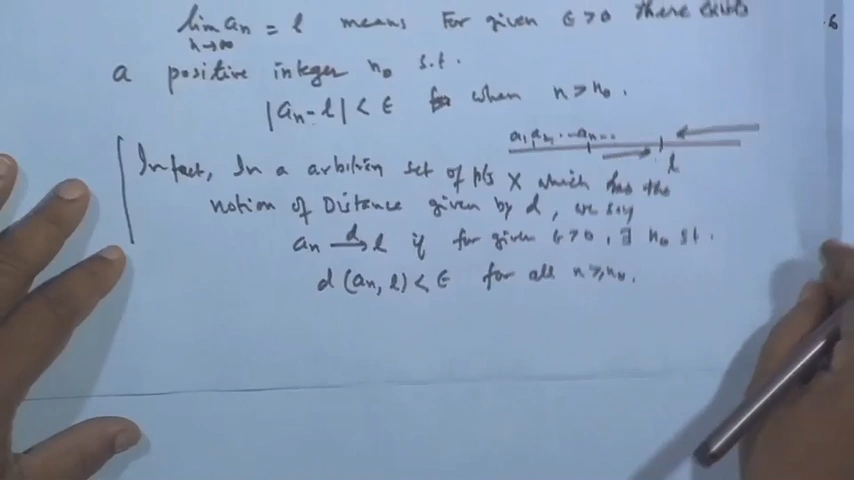 lim an = l means For given ε > 0 there exists
n→∞
a positive integer n₀ s.t.
|an - l| < ε when n ≥ n₀.
a₁, a₂, ... an ...
l
Infact, In a arbitrary set of pts X which has the
notion of Distance given by d, we say
an →d l if for given ε > 0, ∃ n₀ st.
d (an, l) < ε for all n ≥ n₀.